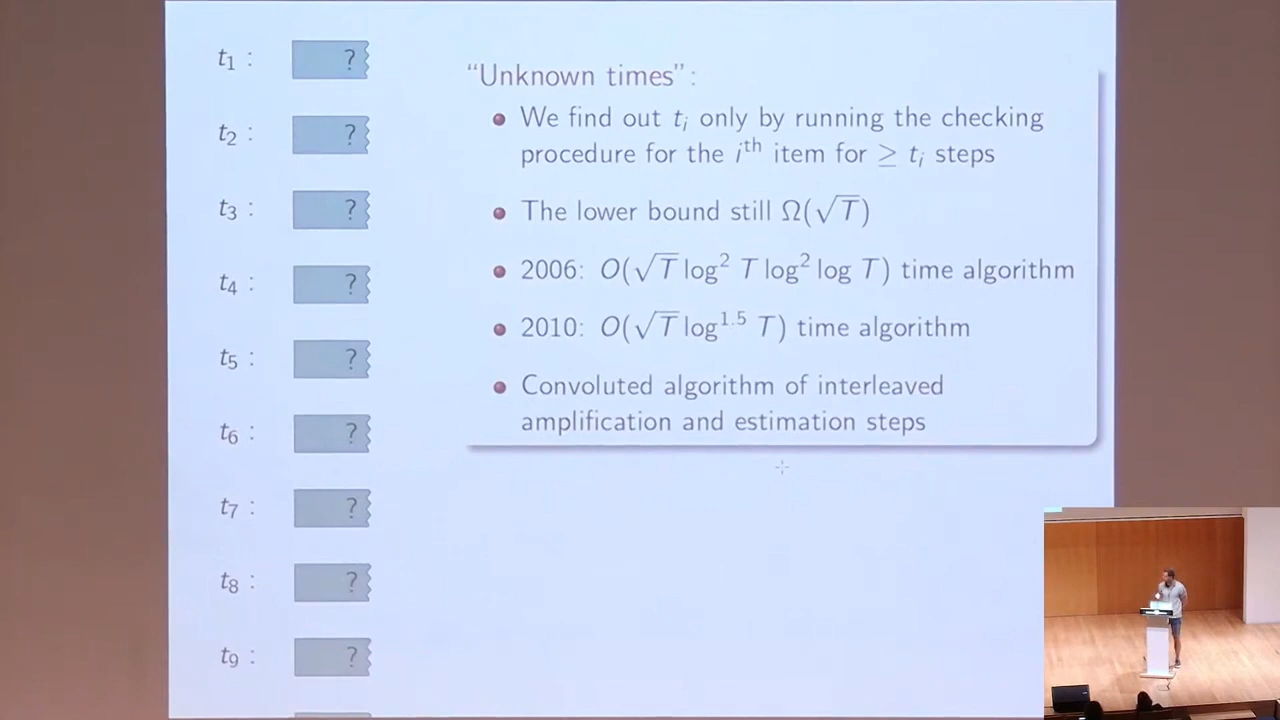 t₁ : ?
t₂ : ?
t₃ : ?
t₄ : ?
t₅ : ?
t₆ : ?
t₇ : ?
t₈ : ?
t₉ : ?
“Unknown times”:
• We find out tᵢ only by running the checking
procedure for the iᵗʰ item for ≥ tᵢ steps
• The lower bound still Ω(√T)
• 2006: O(√T log² T log² log T) time algorithm
• 2010: O(√T log¹·⁵ T) time algorithm
• Convoluted algorithm of interleaved
amplification and estimation steps